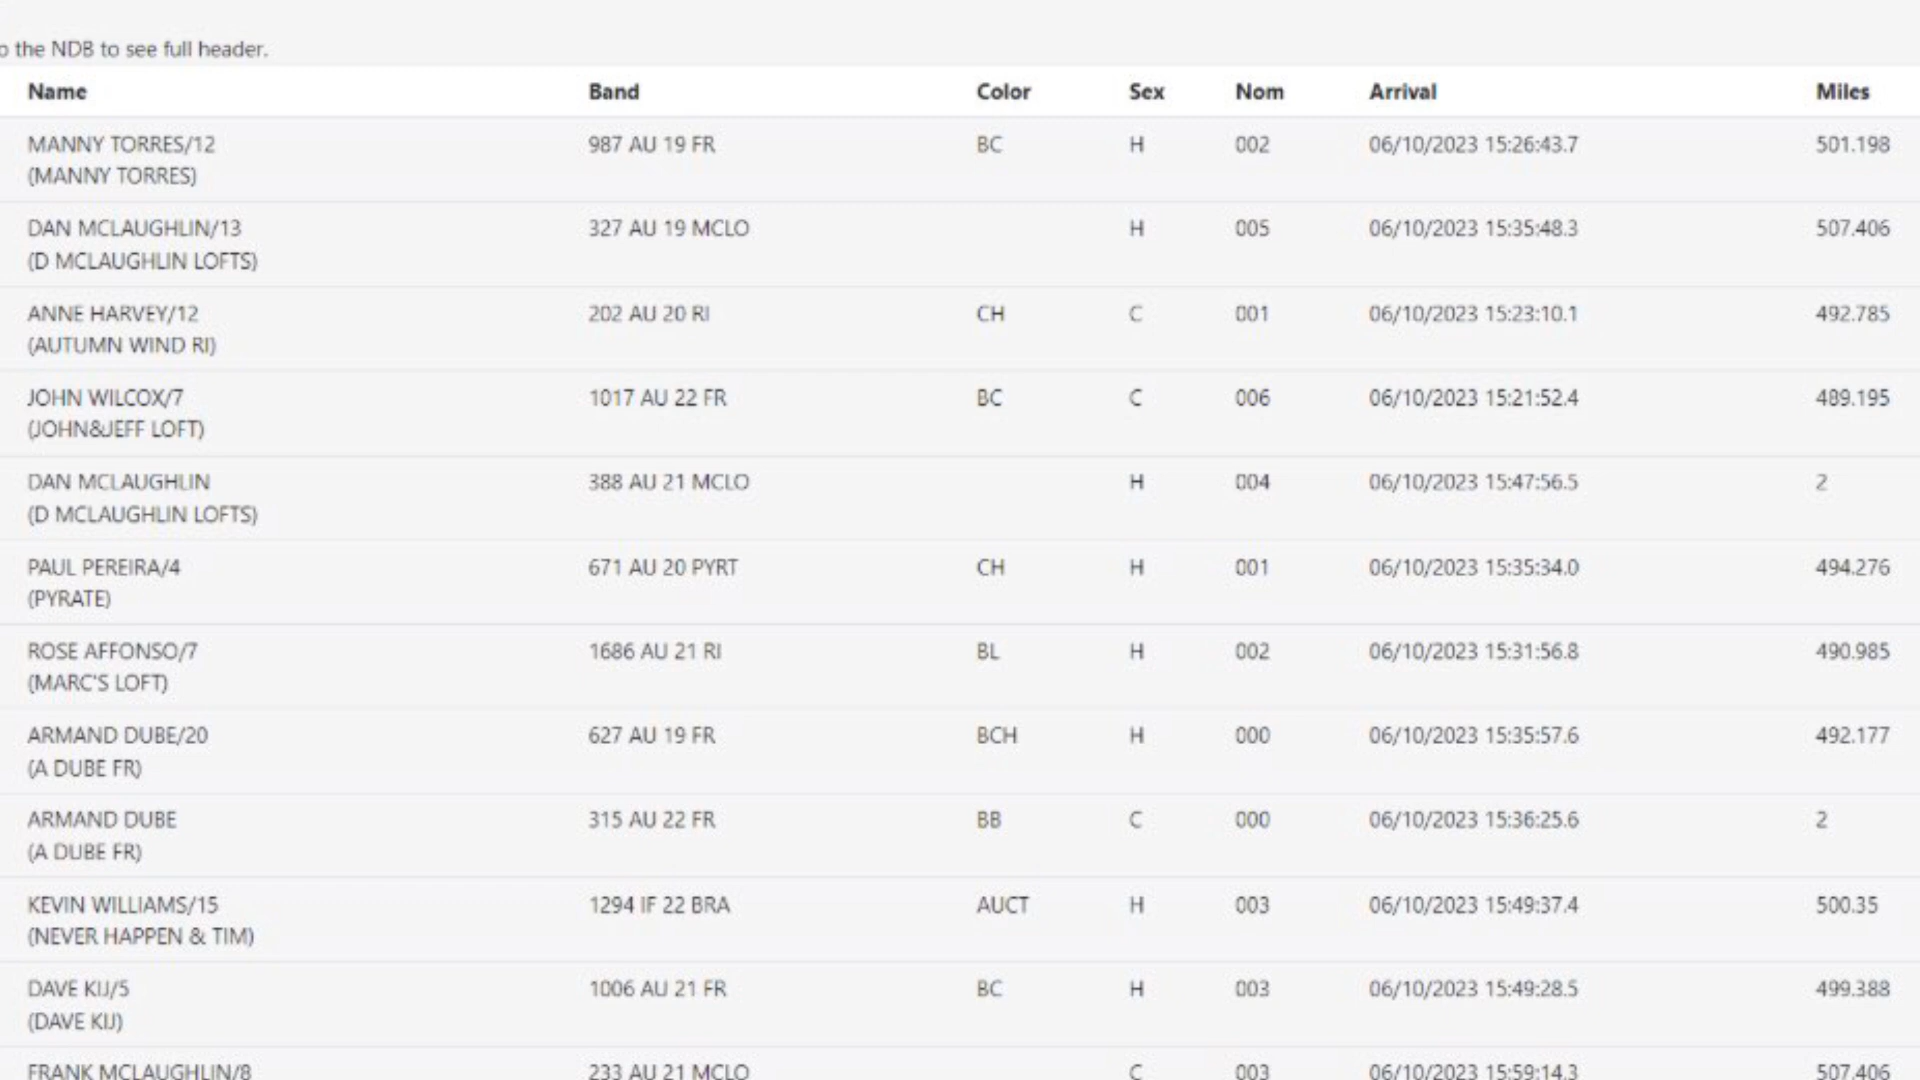 o the NDB to see full header.
Name Band Color Sex Nom Arrival Miles
MANNY TORRES/12 987 AU 19 FR BC H 002 06/10/2023 15:26:43.7 501.198
(MANNY TORRES)
DAN MCLAUGHLIN/13 327 AU 19 MCLO H 005 06/10/2023 15:35:48.3 507.406
(D MCLAUGHLIN LOFTS)
ANNE HARVEY/12 202 AU 20 RI CH C 001 06/10/2023 15:23:10.1 492.785
(AUTUMN WIND RI)
JOHN WILCOX/7 1017 AU 22 FR BC C 006 06/10/2023 15:21:52.4 489.195
(JOHN&JEFF LOFT)
DAN MCLAUGHLIN 388 AU 21 MCLO H 004 06/10/2023 15:47:56.5 2
(D MCLAUGHLIN LOFTS)
PAUL PEREIRA/4 671 AU 20 PYRT CH H 001 06/10/2023 15:35:34.0 494.276
(PYRATE)
ROSE AFFONSO/7 1686 AU 21 RI BL H 002 06/10/2023 15:31:56.8 490.985
(MARC'S LOFT)
ARMAND DUBE/20 627 AU 19 FR BCH H 000 06/10/2023 15:35:57.6 492.177
(A DUBE FR)
ARMAND DUBE 315 AU 22 FR BB C 000 06/10/2023 15:36:25.6 2
(A DUBE FR)
KEVIN WILLIAMS/15 1294 IF 22 BRA AUCT H 003 06/10/2023 15:49:37.4 500.35
(NEVER HAPPEN & TIM)
DAVE KIJ/5 1006 AU 21 FR BC H 003 06/10/2023 15:49:28.5 499.388
(DAVE KIJ)
FRANK MCLAUGHLIN/8 233 AU 21 MCLO C 003 06/10/2023 15:59:14.3 507.406